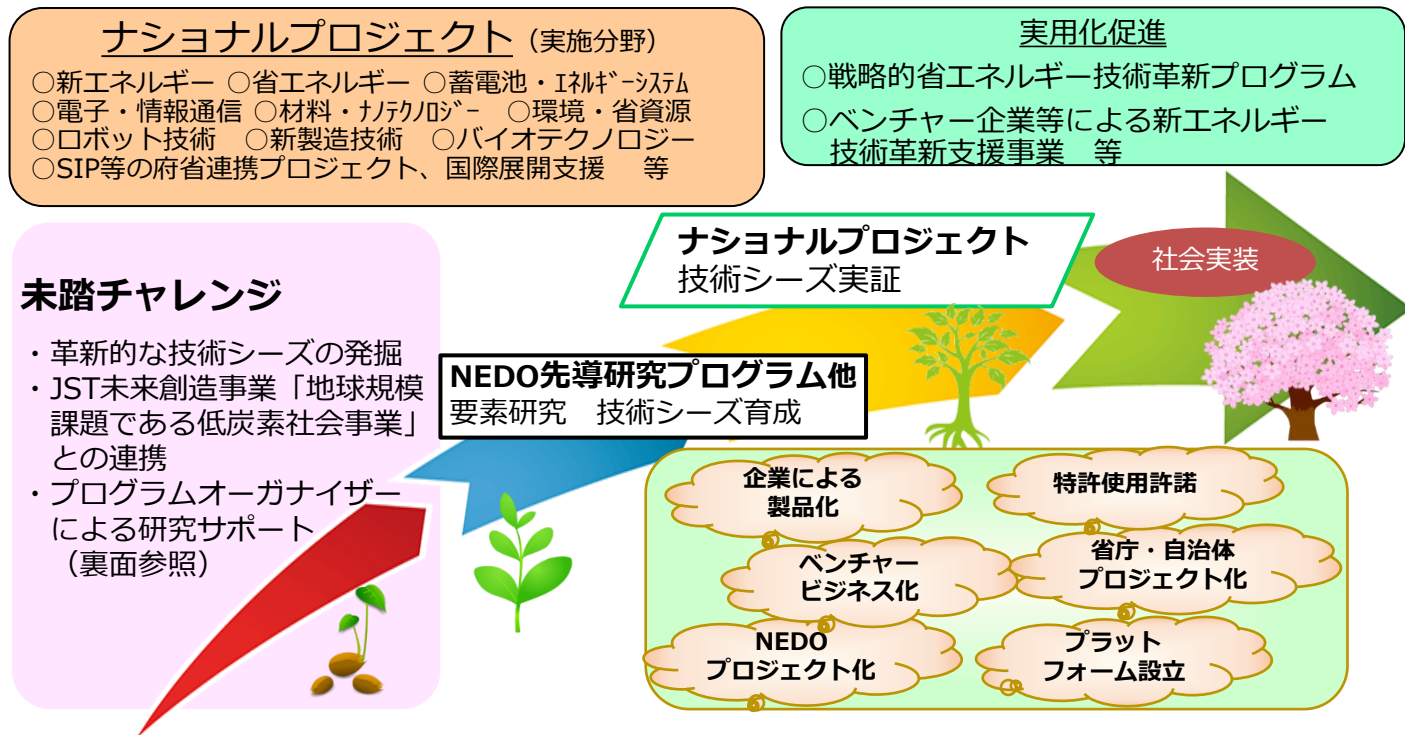 ナショナルプロジェクト（実施分野）
○新エネルギー ○省エネルギー ○蓄電池・ｴﾈﾙｷﾞｰｼｽﾃﾑ
○電子・情報通信 ○材料・ﾅﾉﾃｸﾉﾛｼﾞｰ ○環境・省資源
○ロボット技術 ○新製造技術 ○バイオテクノロジー
○SIP等の府省連携プロジェクト、国際展開支援 等
実用化促進
○戦略的省エネルギー技術革新プログラム
○ベンチャー企業等による新エネルギー
技術革新支援事業 等
未踏チャレンジ
・革新的な技術シーズの発掘
・JST未来創造事業「地球規模
課題である低炭素社会事業」
との連携
・プログラムオーガナイザー
による研究サポート
（裏面参照）
NEDO先導研究プログラム他
要素研究 技術シーズ育成
ナショナルプロジェクト
技術シーズ実証
社会実装
企業による
製品化
特許使用許諾
ベンチャー
ビジネス化
省庁・自治体
プロジェクト化
NEDO
プロジェクト化
プラット
フォーム設立